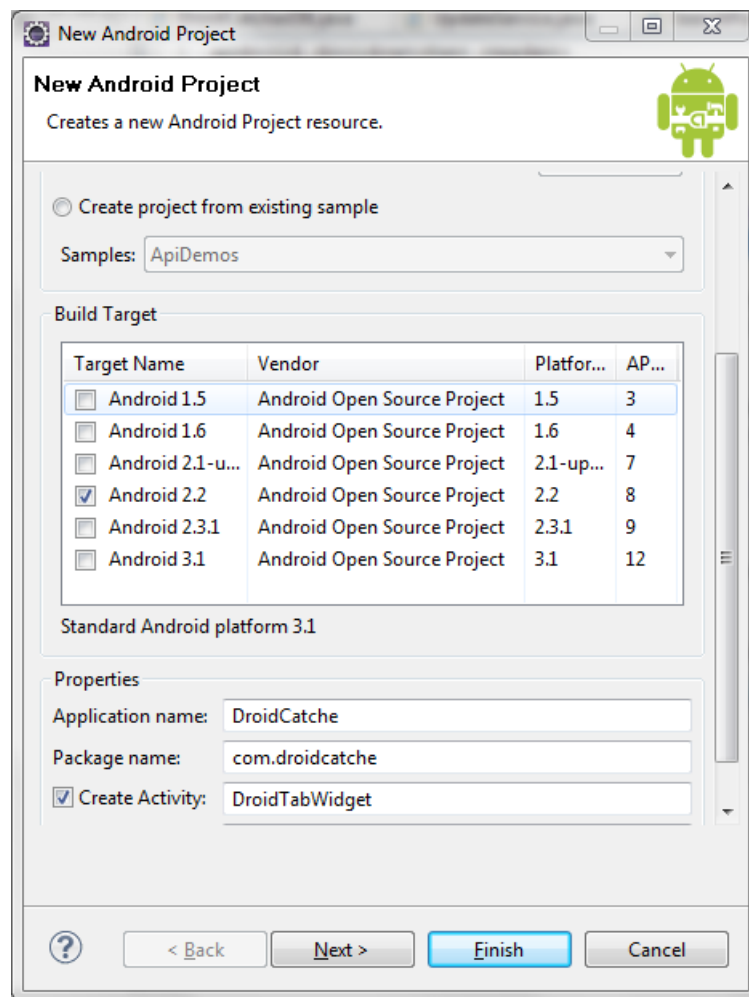 New Android Project
New Android Project
Creates a new Android Project resource.
Create project from existing sample
Samples: ApiDemos
Build Target
Target Name Vendor Platfor... AP...
Android 1.5 Android Open Source Project 1.5 3
Android 1.6 Android Open Source Project 1.6 4
Android 2.1-u... Android Open Source Project 2.1-up... 7
Android 2.2 Android Open Source Project 2.2 8
Android 2.3.1 Android Open Source Project 2.3.1 9
Android 3.1 Android Open Source Project 3.1 12
Standard Android platform 3.1
Properties
Application name: DroidCatche
Package name: com.droidcatche
Create Activity: DroidTabWidget
? < Back Next > Finish Cancel